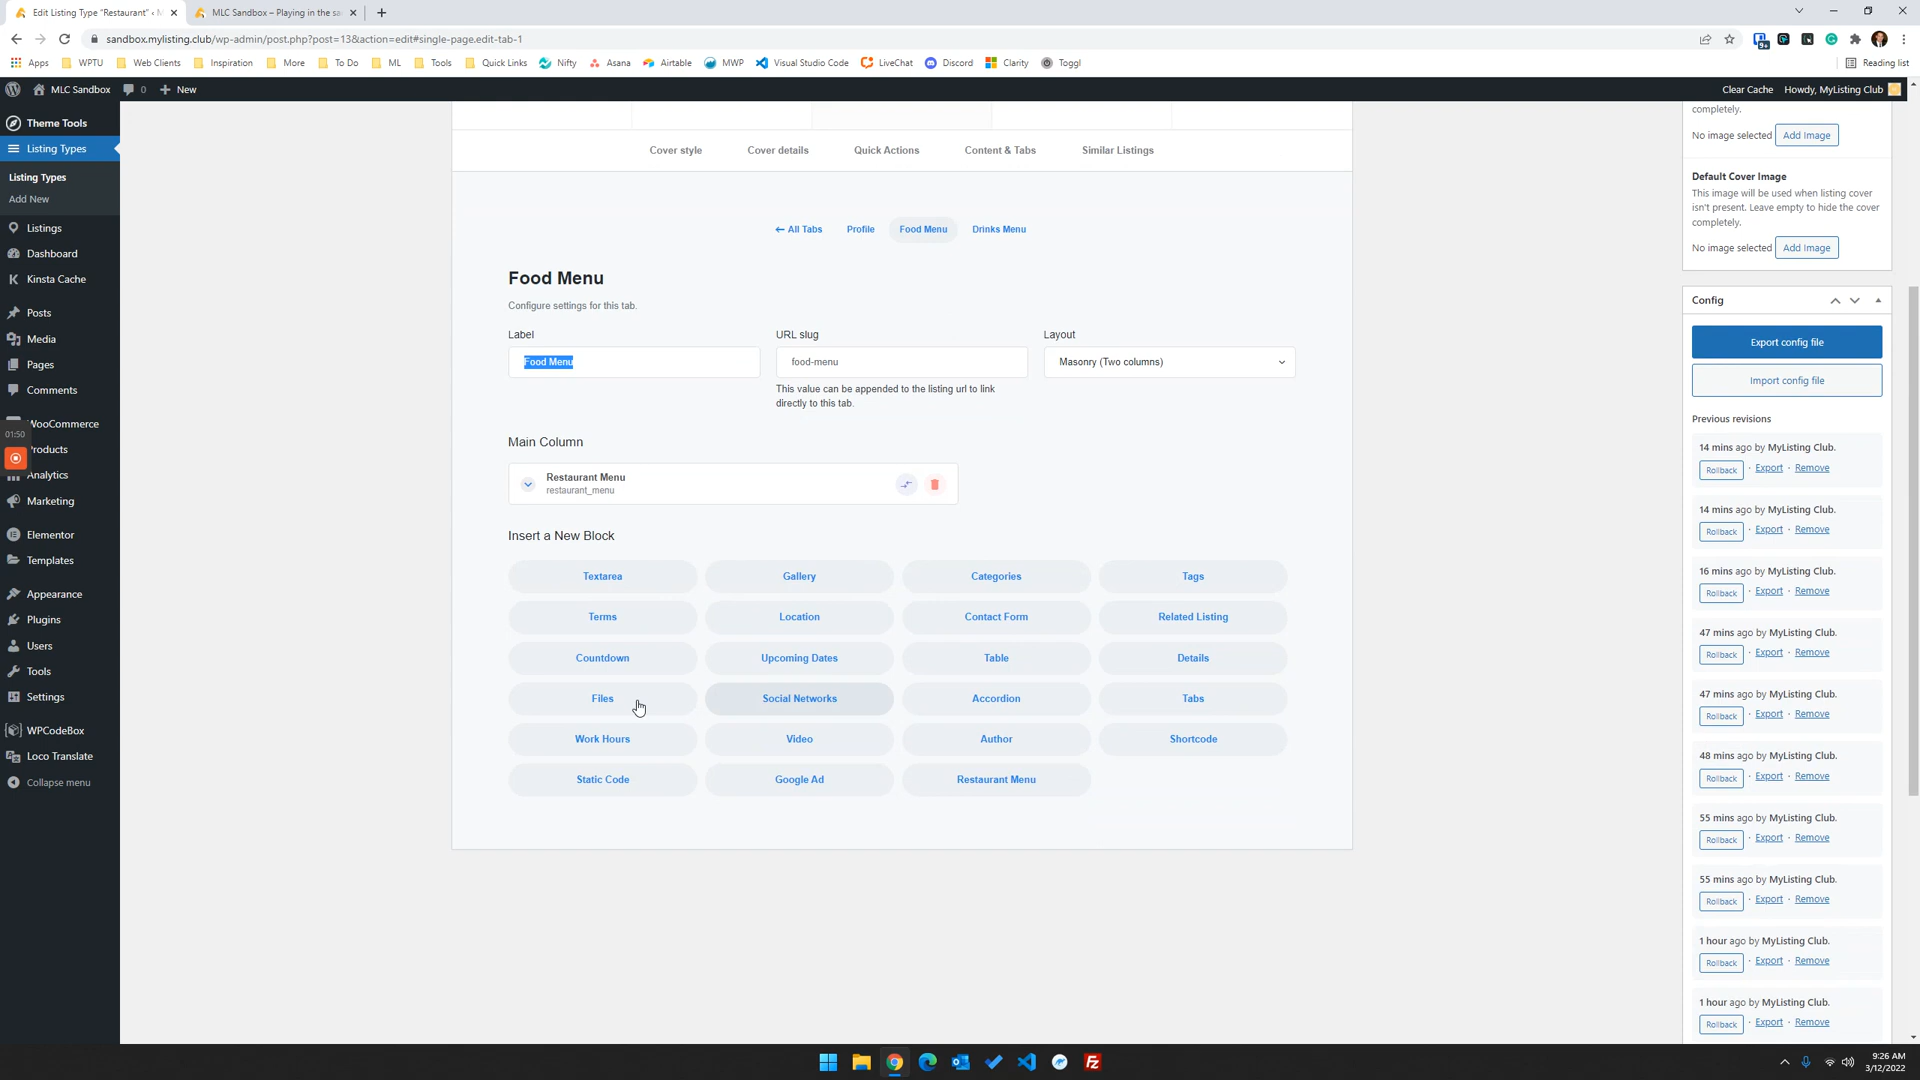 Edit Listing Type "Restaurant" ‹ M
MLC Sandbox – Playing in the sa
sandbox.mylisting.club/wp-admin/post.php?post=13&action=edit#single-page.edit-tab-1
Apps
WPTU
Web Clients
Inspiration
More
To Do
ML
Tools
Quick Links
Nifty
Asana
Airtable
MWP
Visual Studio Code
LiveChat
Discord
Clarity
Toggl
Reading list
MLC Sandbox
0
New
Clear Cache
Howdy, MyListing Club
Theme Tools
Listing Types
Listing Types
Add New
Listings
Dashboard
Kinsta Cache
Posts
Media
Pages
Comments
WooCommerce
01:50
Products
Analytics
Marketing
Elementor
Templates
Appearance
Plugins
Users
Tools
Settings
WPCodeBox
Loco Translate
Collapse menu
Cover style
Cover details
Quick Actions
Content & Tabs
Similar Listings
← All Tabs
Profile
Food Menu
Drinks Menu
Food Menu
Configure settings for this tab.
Label
URL slug
Layout
Food Menu
food-menu
Masonry (Two columns)
This value can be appended to the listing url to link
directly to this tab.
Main Column
Restaurant Menu
restaurant_menu
Insert a New Block
Textarea
Gallery
Categories
Tags
Terms
Location
Contact Form
Related Listing
Countdown
Upcoming Dates
Table
Details
Files
Social Networks
Accordion
Tabs
Work Hours
Video
Author
Shortcode
Static Code
Google Ad
Restaurant Menu
completely.
No image selected
Add Image
Default Cover Image
This image will be used when listing cover
isn't present. Leave empty to hide the cover
completely.
No image selected
Add Image
Config
Export config file
Import config file
Previous revisions
14 mins ago by MyListing Club.
Rollback · Export · Remove
14 mins ago by MyListing Club.
Rollback · Export · Remove
16 mins ago by MyListing Club.
Rollback · Export · Remove
47 mins ago by MyListing Club.
Rollback · Export · Remove
47 mins ago by MyListing Club.
Rollback · Export · Remove
48 mins ago by MyListing Club.
Rollback · Export · Remove
55 mins ago by MyListing Club.
Rollback · Export · Remove
55 mins ago by MyListing Club.
Rollback · Export · Remove
1 hour ago by MyListing Club.
Rollback · Export · Remove
1 hour ago by MyListing Club.
Rollback · Export · Remove
9:26 AM
3/12/2022